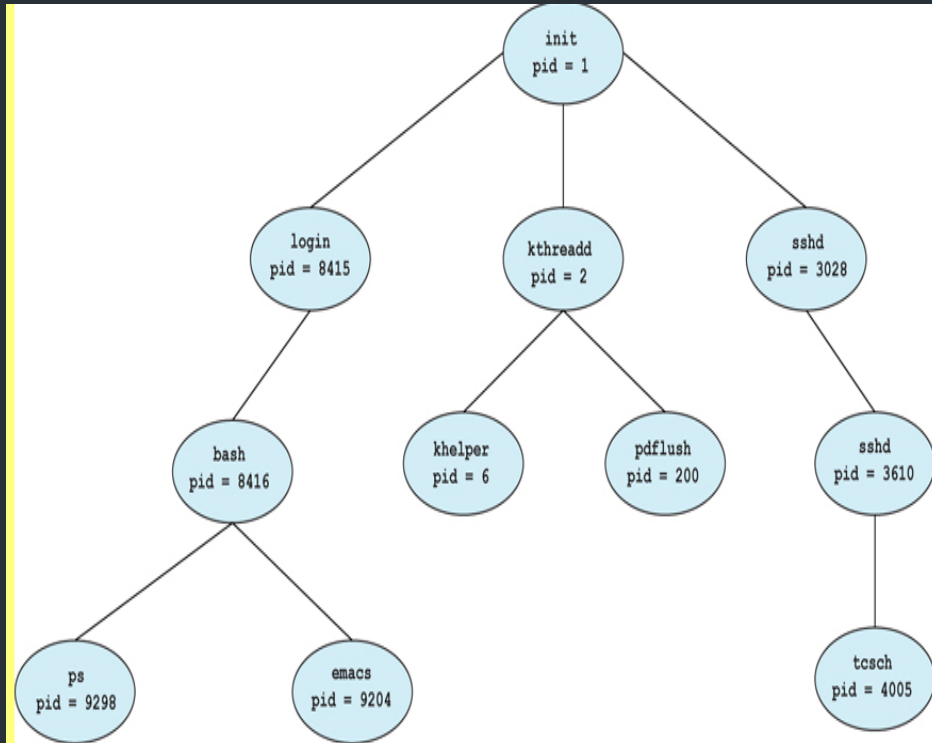 init
pid = 1
login
pid = 8415
kthreadd
pid = 2
sshd
pid = 3028
bash
pid = 8416
khelper
pid = 6
pdflush
pid = 200
sshd
pid = 3610
ps
pid = 9298
emacs
pid = 9204
tcsch
pid = 4005